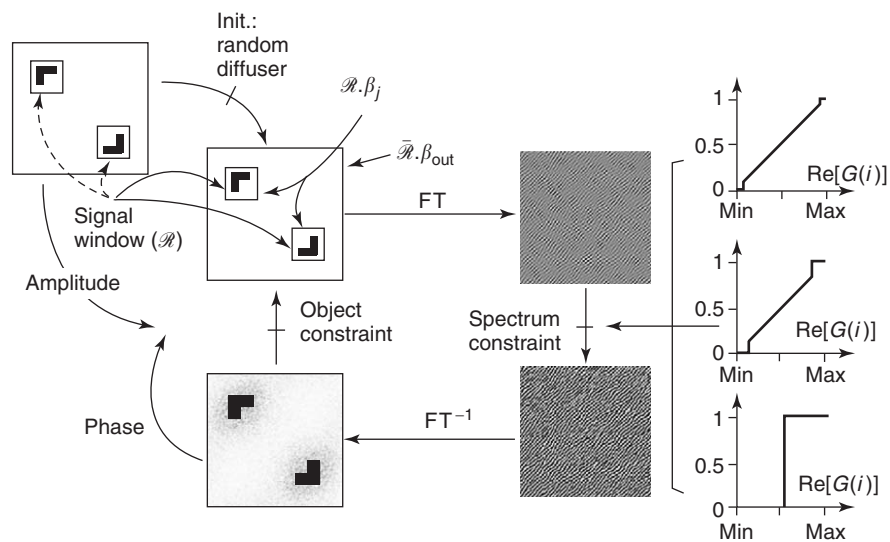 Init.:
random
diffuser
ℛ.βj
ℛ̄.βout
Signal
window (ℛ)
Amplitude
FT
Object
constraint
Spectrum
constraint
Phase
FT⁻¹
1
0.5
0
Re[G(i)]
Min Max
1
0.5
0
Re[G(i)]
Min Max
1
0.5
0
Re[G(i)]
Min Max